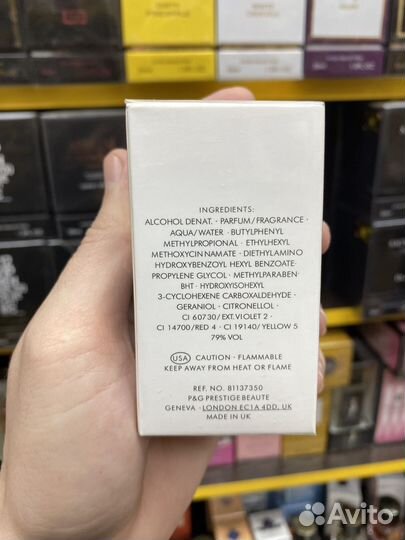 INGREDIENTS:
ALCOHOL DENAT. · PARFUM/FRAGRANCE ·
AQUA/WATER · BUTYLPHENYL
METHYLPROPIONAL · ETHYLHEXYL
METHOXYCINNAMATE · DIETHYLAMINO
HYDROXYBENZOYL HEXYL BENZOATE ·
PROPYLENE GLYCOL · METHYLPARABEN ·
BHT · HYDROXYISOHEXYL
3-CYCLOHEXENE CARBOXALDEHYDE ·
GERANIOL · CITRONELLOL ·
CI 60730/EXT.VIOLET 2 ·
CI 14700/RED 4 · CI 19140/YELLOW 5
79% VOL
USA CAUTION · FLAMMABLE
KEEP AWAY FROM HEAT OR FLAME
REF. NO. 81137350
P&G PRESTIGE BEAUTE
GENEVA · LONDON EC1A 4DD, UK
MADE IN UK
Avito